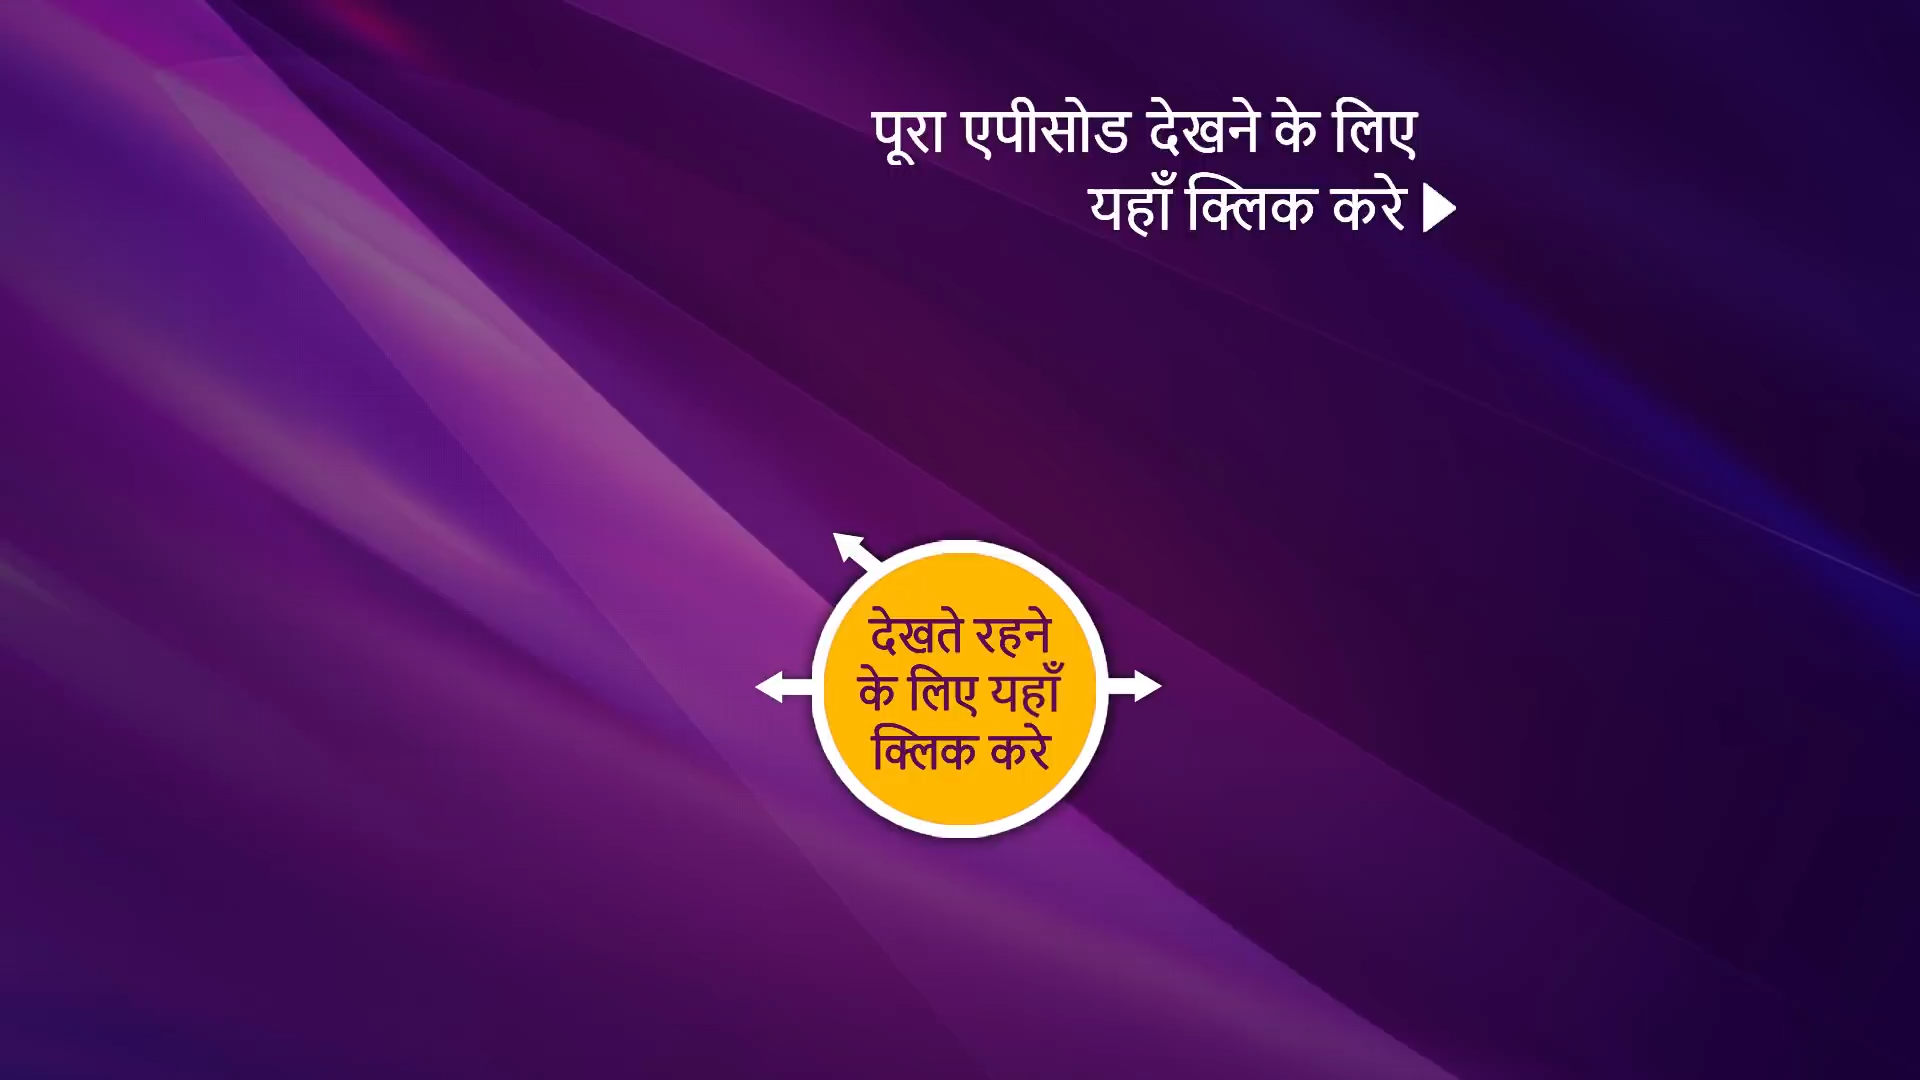 पूरा एपीसोड देखने के लिए
यहाँ क्लिक करे
देखते रहने
के लिए यहाँ
क्लिक करे